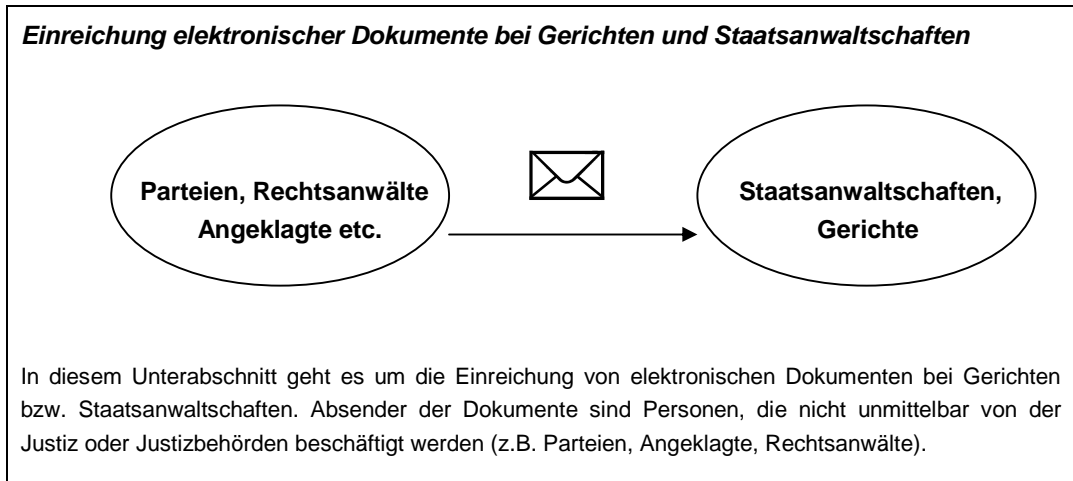 Einreichung elektronischer Dokumente bei Gerichten und Staatsanwaltschaften
Parteien, Rechtsanwälte
Angeklagte etc.
Staatsanwaltschaften,
Gerichte
In diesem Unterabschnitt geht es um die Einreichung von elektronischen Dokumenten bei Gerichten
bzw. Staatsanwaltschaften. Absender der Dokumente sind Personen, die nicht unmittelbar von der
Justiz oder Justizbehörden beschäftigt werden (z.B. Parteien, Angeklagte, Rechtsanwälte).